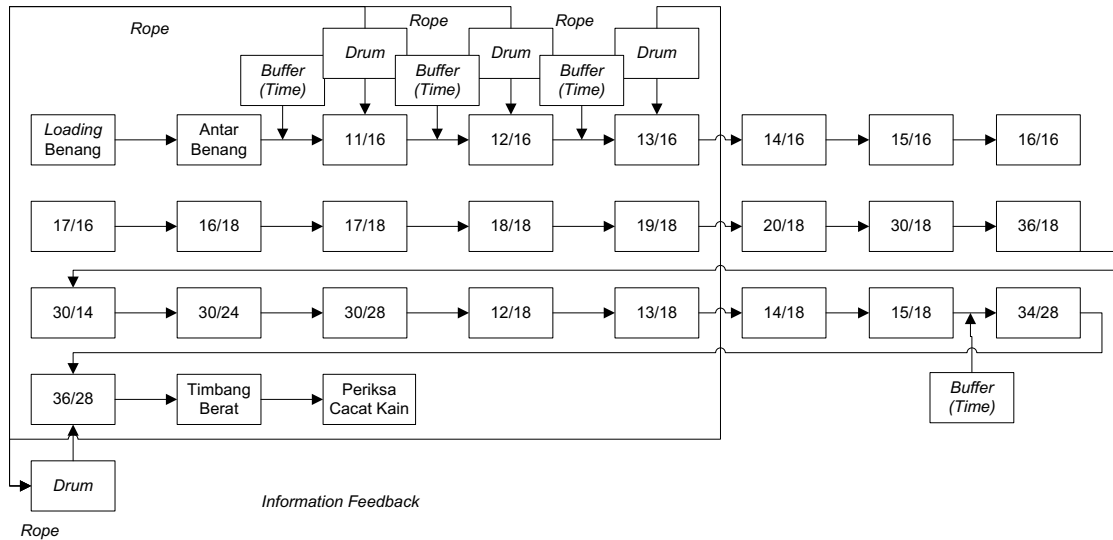 Rope
Rope
Rope
Drum
Drum
Drum
Buffer
(Time)
Buffer
(Time)
Buffer
(Time)
Loading
Benang
Antar
Benang
11/16
12/16
13/16
14/16
15/16
16/16
17/16
16/18
17/18
18/18
19/18
20/18
30/18
36/18
30/14
30/24
30/28
12/18
13/18
14/18
15/18
34/28
36/28
Timbang
Berat
Periksa
Cacat Kain
Buffer
(Time)
Drum
Information Feedback
Rope